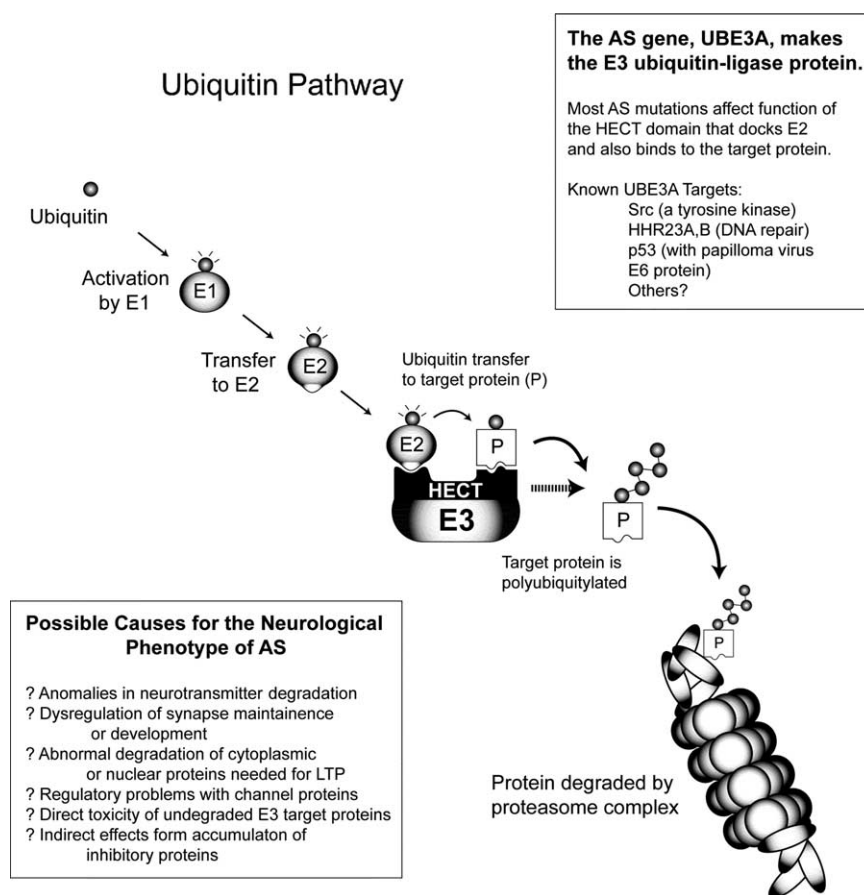 Ubiquitin Pathway
The AS gene, UBE3A, makes
the E3 ubiquitin-ligase protein.
Most AS mutations affect function of
the HECT domain that docks E2
and also binds to the target protein.
Known UBE3A Targets:
Src (a tyrosine kinase)
HHR23A,B (DNA repair)
p53 (with papilloma virus
E6 protein)
Others?
Ubiquitin
Activation
by E1
E1
Transfer
to E2
E2
Ubiquitin transfer
to target protein (P)
E2
P
HECT
E3
P
Target protein is
polyubiquitylated
P
Protein degraded by
proteasome complex
Possible Causes for the Neurological
Phenotype of AS
? Anomalies in neurotransmitter degradation
? Dysregulation of synapse maintainence
or development
? Abnormal degradation of cytoplasmic
or nuclear proteins needed for LTP
? Regulatory problems with channel proteins
? Direct toxicity of undegraded E3 target proteins
? Indirect effects form accumulaton of
inhibitory proteins